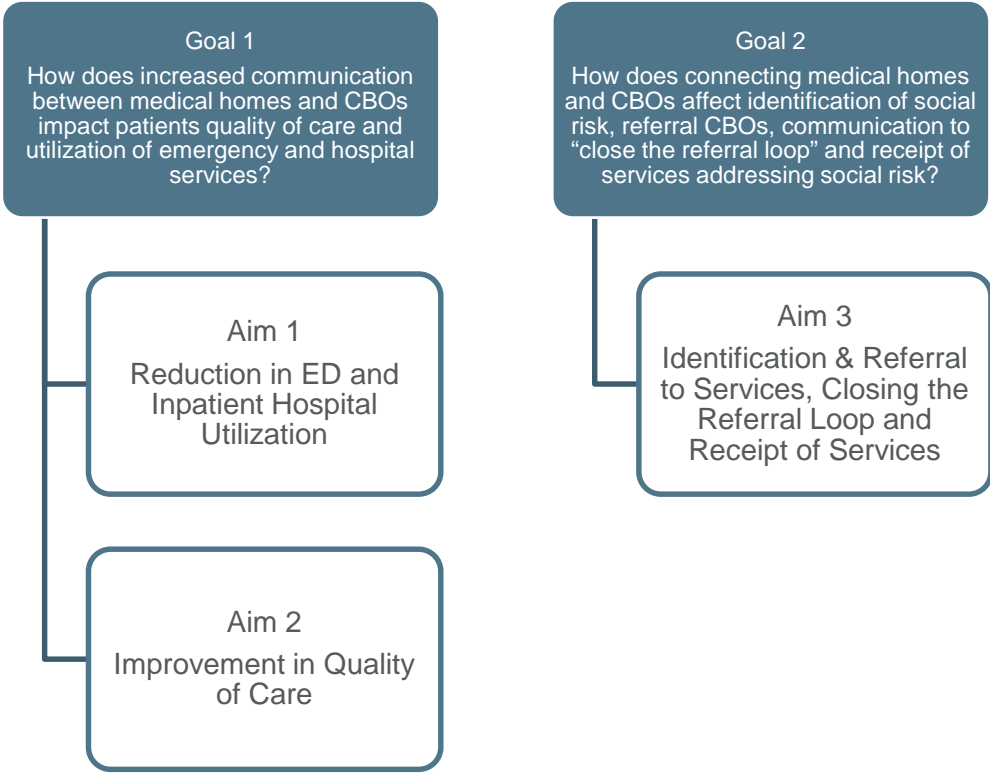 Goal 1
How does increased communication
between medical homes and CBOs
impact patients quality of care and
utilization of emergency and hospital
services?
Aim 1
Reduction in ED and
Inpatient Hospital
Utilization
Aim 2
Improvement in Quality
of Care
Goal 2
How does connecting medical homes
and CBOs affect identification of social
risk, referral CBOs, communication to
“close the referral loop” and receipt of
services addressing social risk?
Aim 3
Identification & Referral
to Services, Closing the
Referral Loop and
Receipt of Services